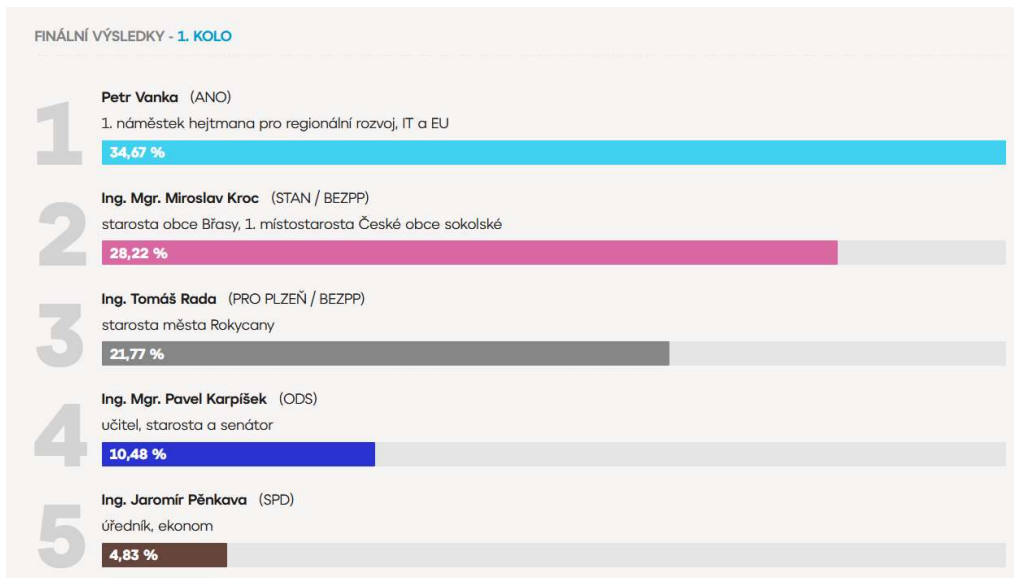 FINÁLNÍ VÝSLEDKY - 1. KOLO
1
Petr Vanka (ANO)
1. náměstek hejtmana pro regionální rozvoj, IT a EU
34,67 %
2
Ing. Mgr. Miroslav Kroc (STAN / BEZPP)
starosta obce Břasy, 1. místostarosta České obce sokolské
28,22 %
3
Ing. Tomáš Rada (PRO PLZEŇ / BEZPP)
starosta města Rokycany
21,77 %
4
Ing. Mgr. Pavel Karpíšek (ODS)
učitel, starosta a senátor
10,48 %
5
Ing. Jaromír Pěnkava (SPD)
úředník, ekonom
4,83 %